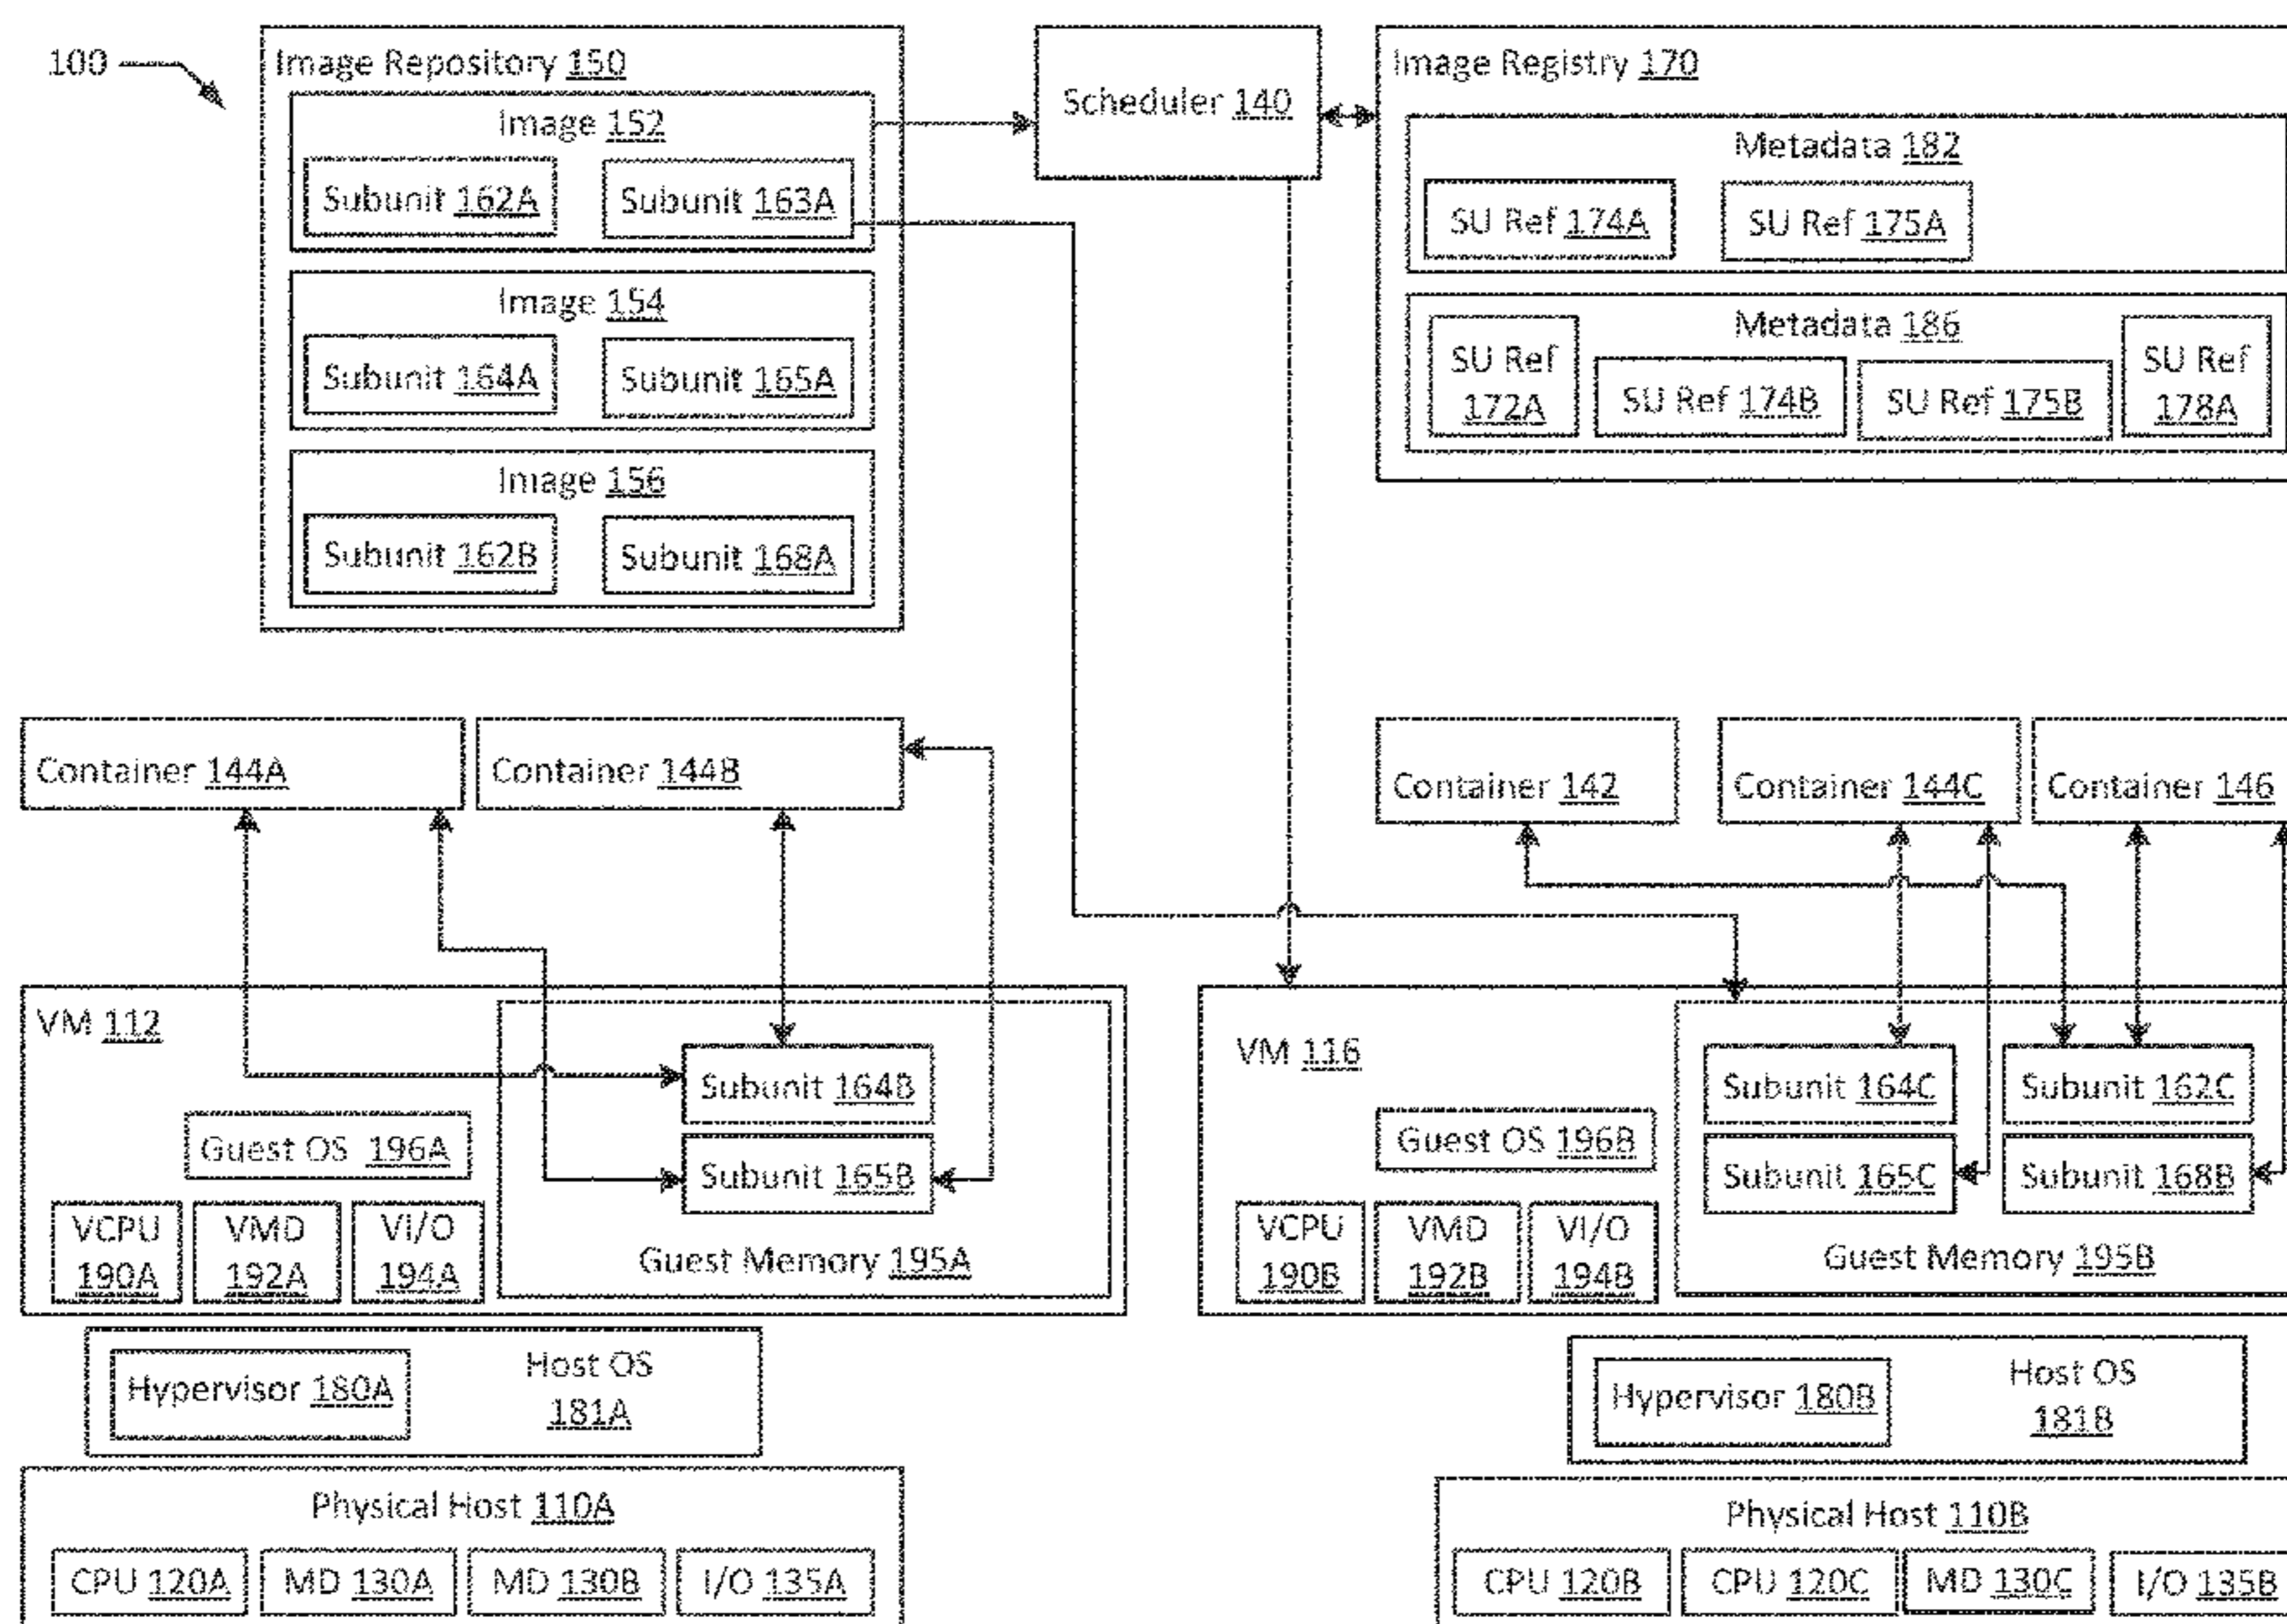 100
Image Repository 150
Image 152
Subunit 162A
Subunit 163A
Image 154
Subunit 164A
Subunit 165A
Image 156
Subunit 162B
Subunit 168A
Scheduler 140
Image Registry 170
Metadata 182
SU Ref 174A
SU Ref 175A
Metadata 186
SU Ref
172A
SU Ref 174B
SU Ref 175B
SU Ref
178A
Container 144A
Container 144B
Container 142
Container 144C
Container 146
VM 112
Subunit 164B
Subunit 165B
Guest Memory 195A
Guest OS 196A
VCPU
190A
VMD
192A
VI/O
194A
VM 116
Subunit 164C
Subunit 162C
Subunit 165C
Subunit 168B
Guest Memory 195B
Guest OS 196B
VCPU
190B
VMD
192B
VI/O
194B
Hypervisor 180A
Host OS
181A
Hypervisor 180B
Host OS
181B
Physical Host 110A
CPU 120A
MD 130A
MD 130B
I/O 135A
Physical Host 110B
CPU 120B
CPU 120C
MD 130C
I/O 135B